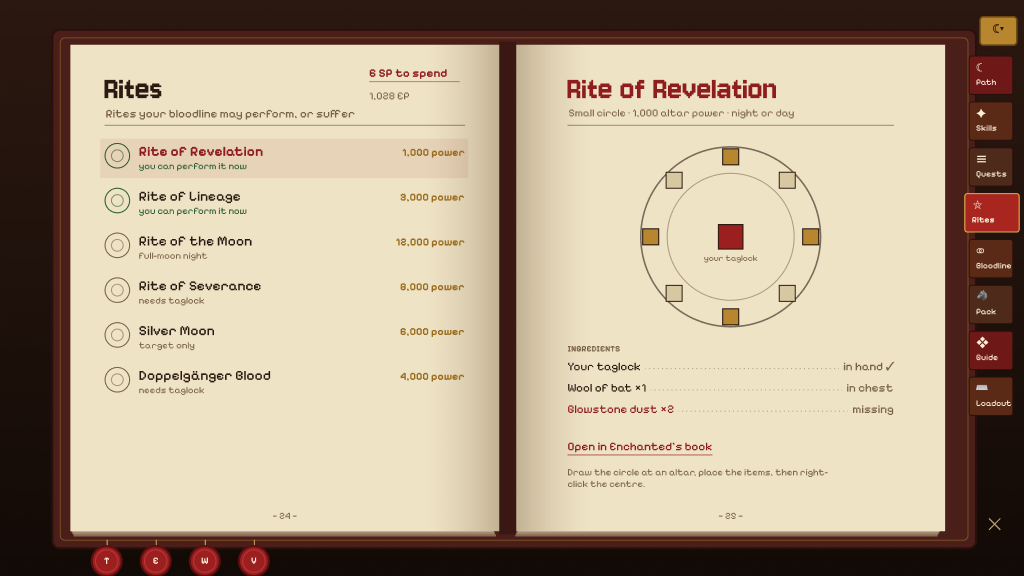 Rites
6 SP to spend
1,028 EP
Rites your bloodline may perform, or suffer
Rite of Revelation
1,000 power
you can perform it now
Rite of Lineage
3,000 power
you can perform it now
Rite of the Moon
12,000 power
full-moon night
Rite of Severance
8,000 power
needs taglock
Silver Moon
6,000 power
target only
Doppelgänger Blood
4,000 power
needs taglock
- 24 -
Rite of Revelation
Small circle · 1,000 altar power · night or day
your taglock
INGREDIENTS
Your taglock in hand ✓
Wool of bat ×1 in chest
Glowstone dust ×2 missing
Open in Enchanted's book
Draw the circle at an altar, place the items, then right-
click the centre.
- 25 -
Path
Skills
Quests
Rites
Bloodline
Pack
Guide
Loadout
T
E
W
V